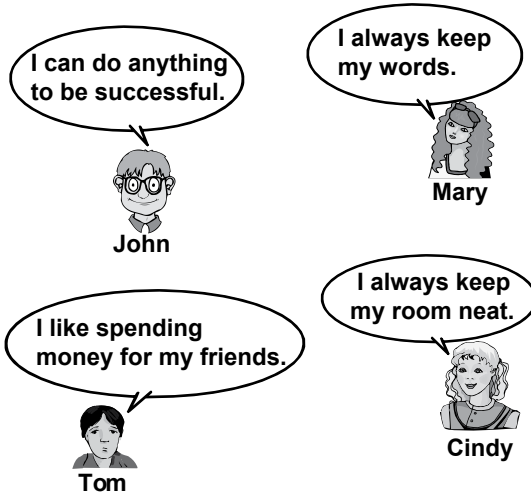 I can do anything
to be successful.
John
I always keep
my words.
Mary
I like spending
money for my friends.
Tom
I always keep
my room neat.
Cindy